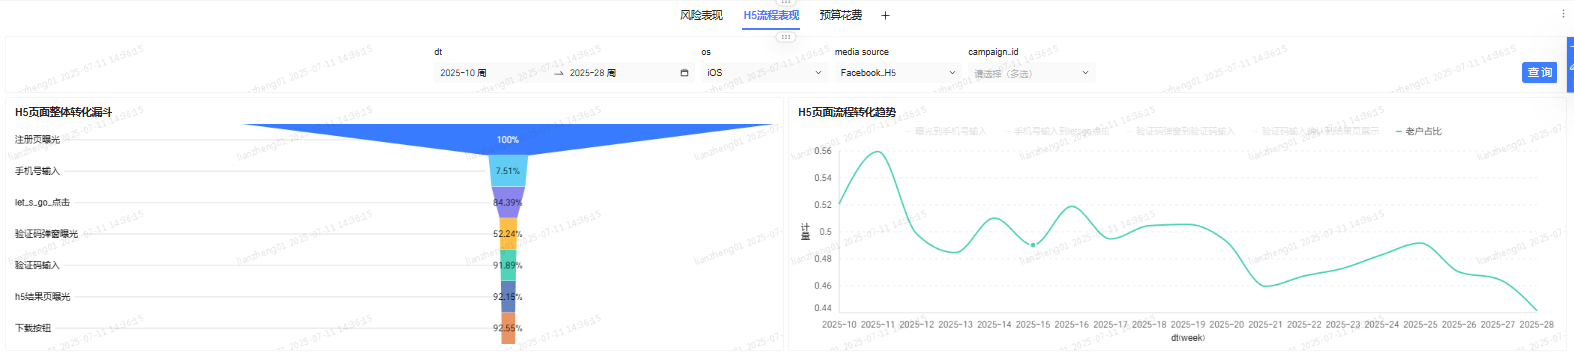 风险表现 H5流程表现 预算花费 +
dt os media source campaign_id
2025-10 周 → 2025-28 周 iOS Facebook_H5 请选择（多选） 查询
H5页面整体转化漏斗
注册页曝光 100%
手机号输入 7.51%
let_s_go_点击 84.39%
验证码弹窗曝光 52.24%
验证码输入 91.89%
h5结果页曝光 92.15%
下载按钮 92.55%
H5页面流程转化趋势
曝光到手机号输入 手机号输入到let'sgo点击 验证码弹窗到验证码输入 验证码输入确认到结果页展示 老户占比
0.56
0.54
0.52
0.5
0.48
0.46
0.44
计量
2025-10 2025-11 2025-12 2025-13 2025-14 2025-15 2025-16 2025-17 2025-18 2025-19 2025-20 2025-21 2025-22 2025-23 2025-24 2025-25 2025-26 2025-27 2025-28
dt(week)
lianzheng01 2025-07-11 14:36:15